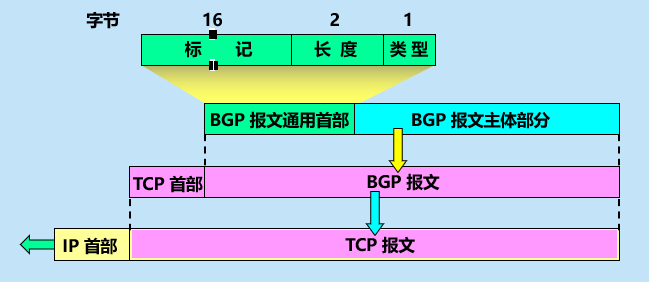 字节 16 2 1
标 记 长 度 类 型
BGP 报文通用首部 BGP 报文主体部分
TCP 首部 BGP 报文
IP 首部 TCP 报文